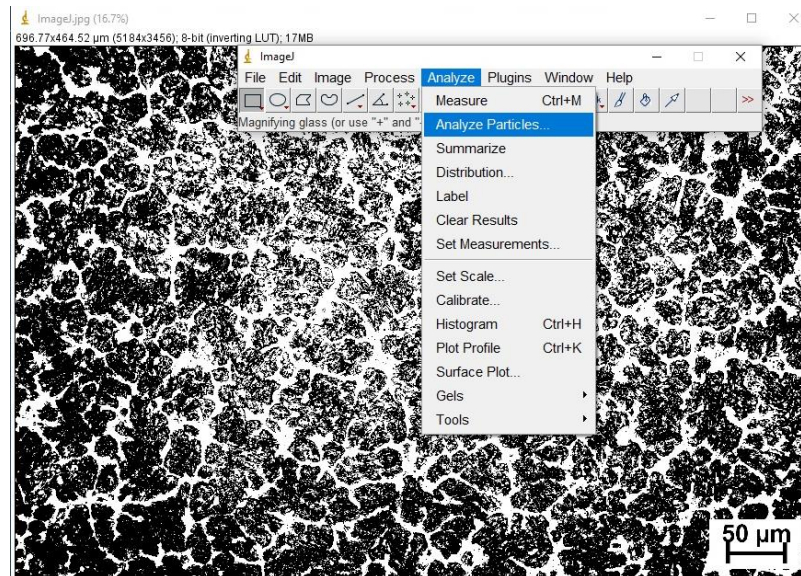 ImageJ.jpg (16.7%)
696.77x464.52 µm (5184x3456); 8-bit (inverting LUT); 17MB
ImageJ
File Edit Image Process Analyze Plugins Window Help
>>
Magnifying glass (or use "+" and "-
Measure Ctrl+M
Analyze Particles...
Summarize
Distribution...
Label
Clear Results
Set Measurements...
Set Scale...
Calibrate...
Histogram Ctrl+H
Plot Profile Ctrl+K
Surface Plot...
Gels
Tools
50 µm